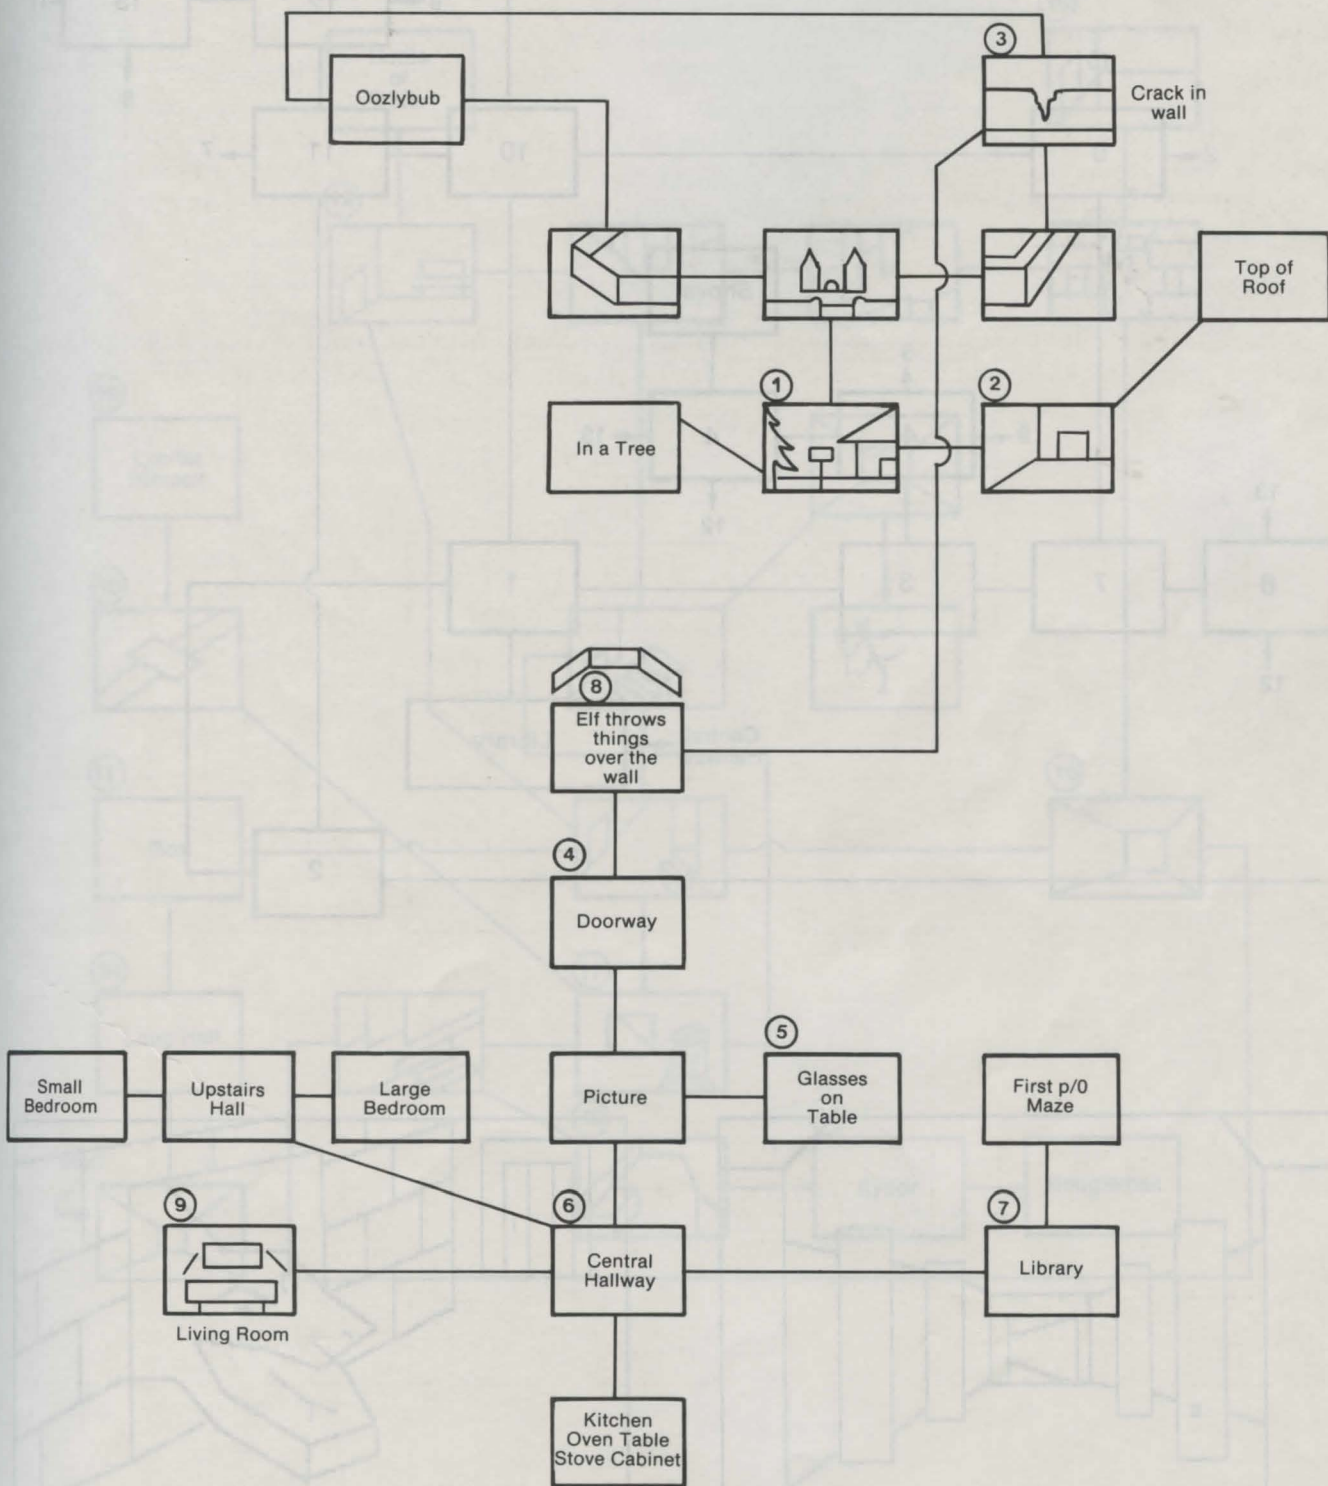 3
Oozlybub
Crack in
wall
Top of
Roof
1
2
In a Tree
8
Elf throws
things
over the
wall
4
Doorway
5
Small
Bedroom
Upstairs
Hall
Large
Bedroom
Picture
Glasses
on
Table
First p/0
Maze
9
6
7
Central
Hallway
Library
Living Room
Kitchen
Oven Table
Stove Cabinet